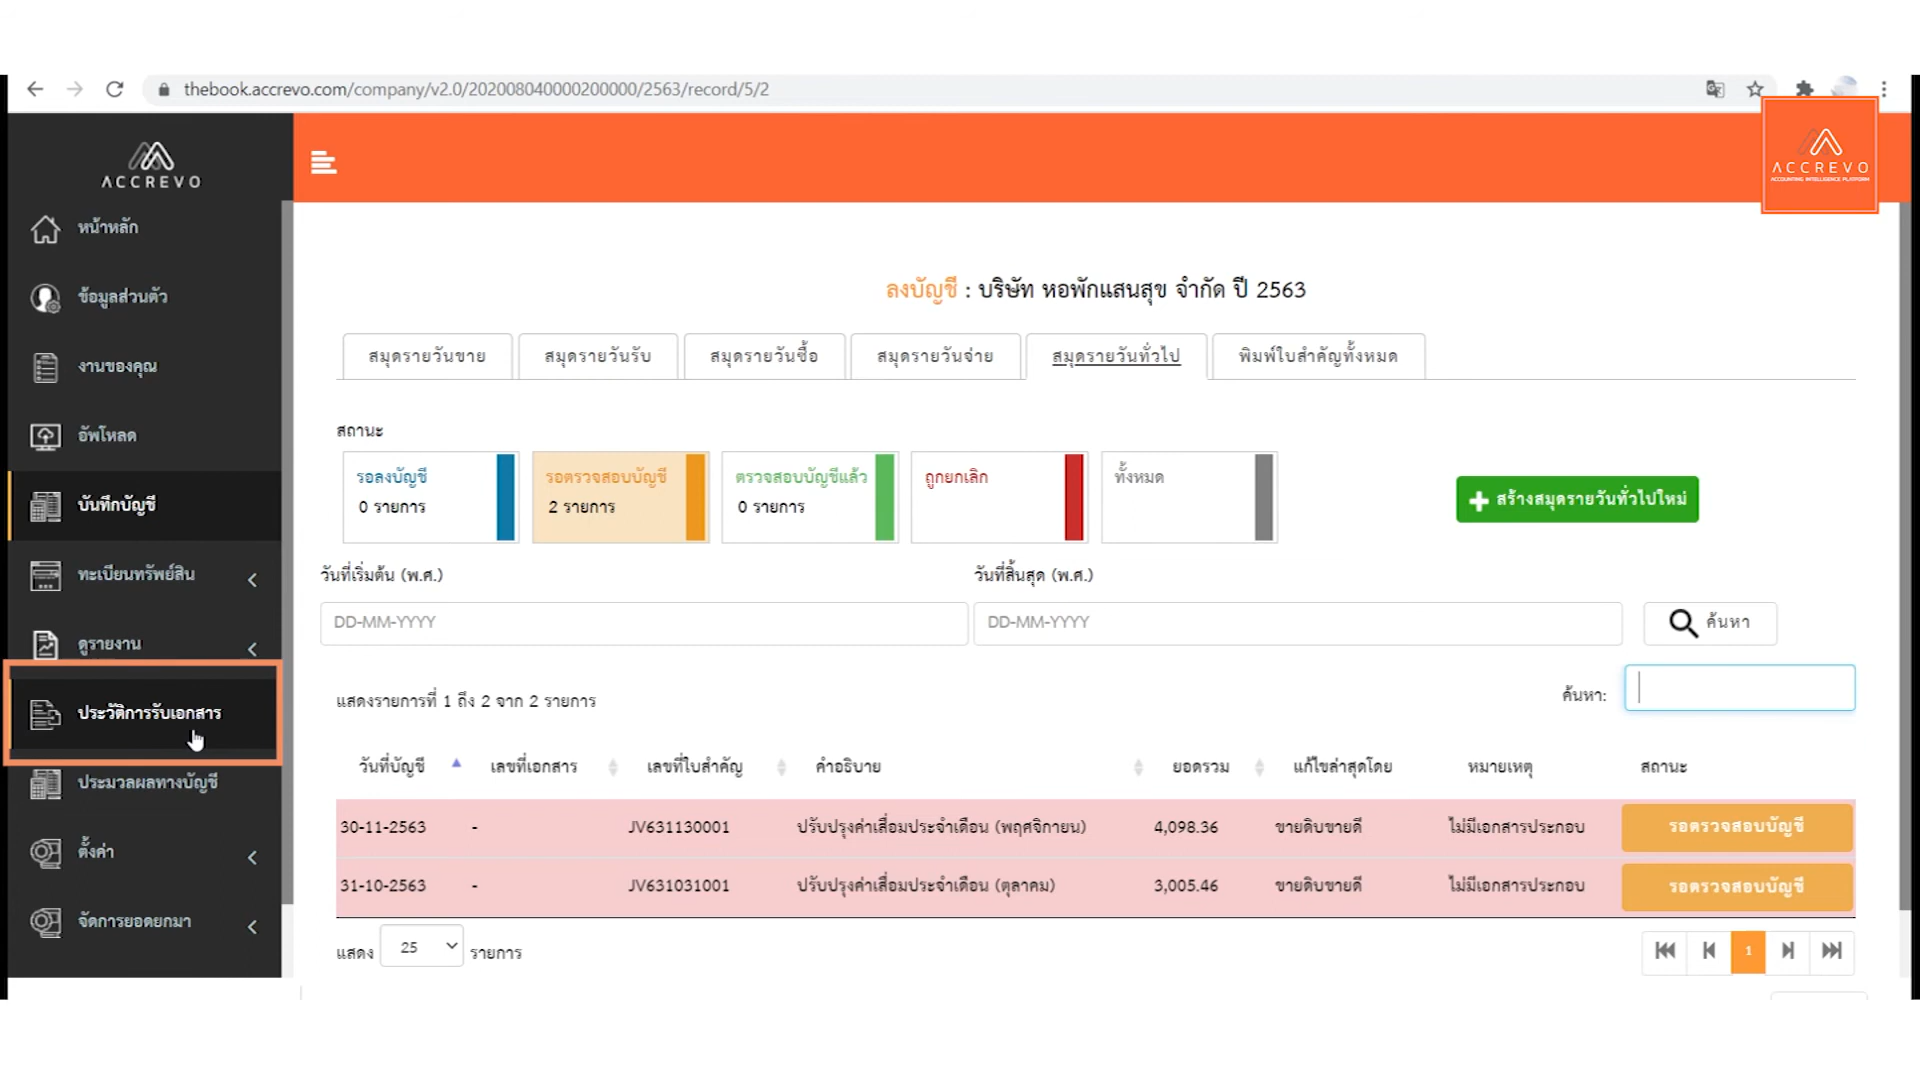 thebook.accrevo.com/company/v2.0/202008040000200000/2563/record/5/2
ACCREVO
ACCREVO
ACCOUNTING INTELLIGENCE PLATFORM
หน้าหลัก
ข้อมูลส่วนตัว
งานของคุณ
อัพโหลด
บันทึกบัญชี
ทะเบียนทรัพย์สิน
ดูรายงาน
ประวัติการรับเอกสาร
ประมวลผลทางบัญชี
ตั้งค่า
จัดการยอดยกมา
ลงบัญชี : บริษัท หอพักแสนสุข จำกัด ปี 2563
สมุดรายวันขาย สมุดรายวันรับ สมุดรายวันซื้อ สมุดรายวันจ่าย สมุดรายวันทั่วไป พิมพ์ใบสำคัญทั้งหมด
สถานะ
รอลงบัญชี รอตรวจสอบบัญชี ตรวจสอบบัญชีแล้ว ถูกยกเลิก ทั้งหมด
0 รายการ 2 รายการ 0 รายการ
สร้างสมุดรายวันทั่วไปใหม่
วันที่เริ่มต้น (พ.ศ.) วันที่สิ้นสุด (พ.ศ.)
DD-MM-YYYY DD-MM-YYYY ค้นหา
แสดงรายการที่ 1 ถึง 2 จาก 2 รายการ ค้นหา:
วันที่บัญชี เลขที่เอกสาร เลขที่ใบสำคัญ คำอธิบาย ยอดรวม แก้ไขล่าสุดโดย หมายเหตุ สถานะ
30-11-2563 - JV631130001 ปรับปรุงค่าเสื่อมประจำเดือน (พฤศจิกายน) 4,098.36 ขายดิบขายดี ไม่มีเอกสารประกอบ รอตรวจสอบบัญชี
31-10-2563 - JV631031001 ปรับปรุงค่าเสื่อมประจำเดือน (ตุลาคม) 3,005.46 ขายดิบขายดี ไม่มีเอกสารประกอบ รอตรวจสอบบัญชี
แสดง 25 รายการ 1